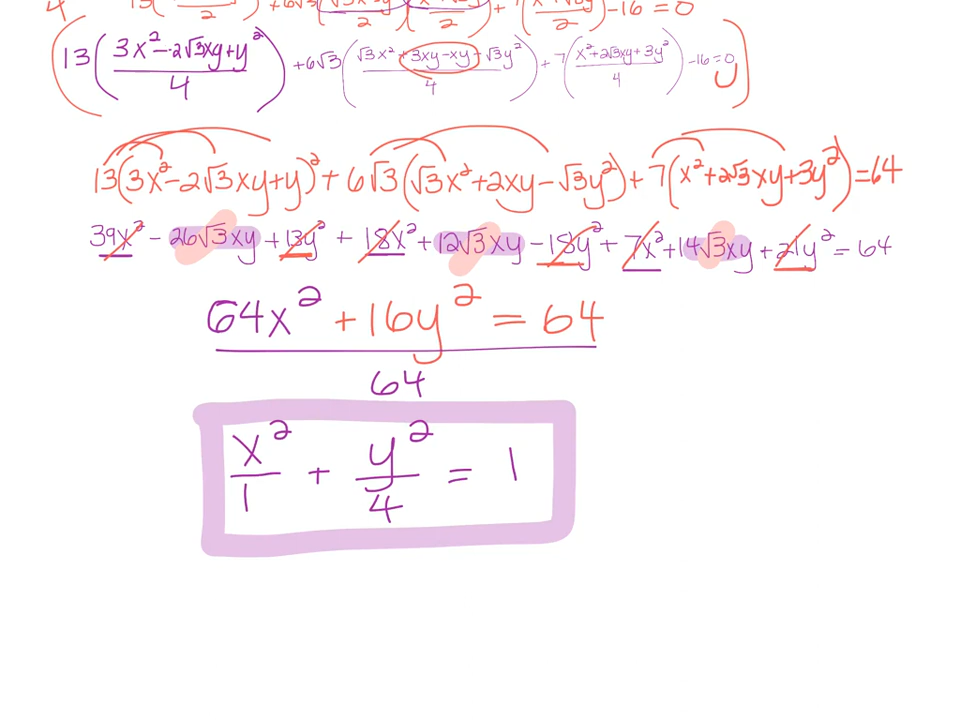 -16=0
13(3x²-2√3xy+y²/4)+6√3(√3x²+3xy-xy-√3y²/4)+7(x²+2√3xy+3y²/4)-16=0
13(3x²-2√3xy+y)²+6√3(√3x²+2xy-√3y²)+7(x²+2√3xy+3y²)=64
39x²-26√3xy+13y²+18x²+12√3xy-18y²+7x²+14√3xy+21y²=64
64x²+16y²=64
64
x²/1+y²/4=1